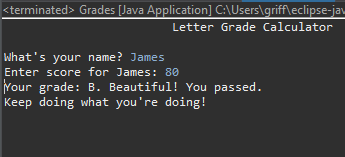 <terminated> Grades [Java Application] C:\Users\griff\eclipse-jav
Letter Grade Calculator
What's your name? James
Enter score for James: 80
Your grade: B. Beautiful! You passed.
Keep doing what you're doing!